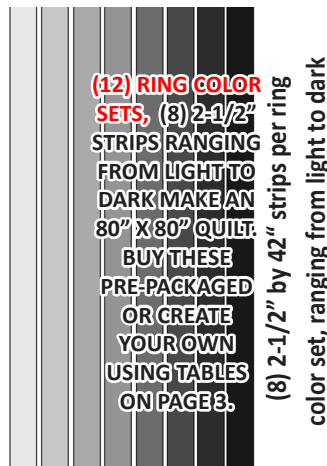 (12) RING COLOR
SETS, (8) 2-1/2”
STRIPS RANGING
FROM LIGHT TO
DARK MAKE AN
80” X 80” QUILT.
BUY THESE
PRE-PACKAGED
OR CREATE
YOUR OWN
USING TABLES
ON PAGE 3.
(8) 2-1/2” by 42“ strips per ring
color set, ranging from light to dark